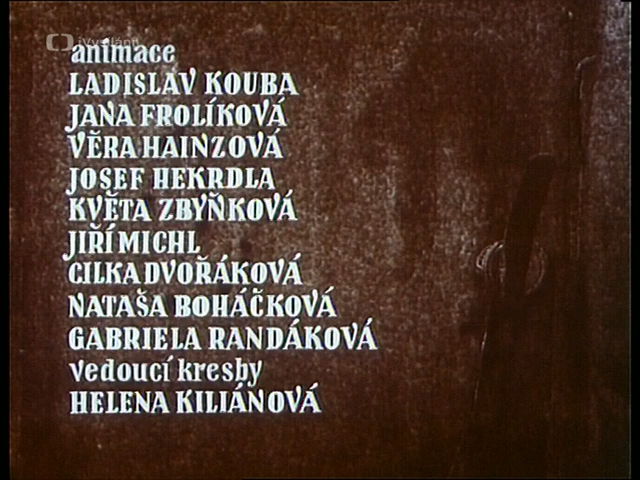 iVysílání
animace
LADISLAV KOUBA
JANA FROLÍKOVÁ
VĚRA HAINZOVÁ
JOSEF HEKRDLA
KVĚTA ZBYŇKOVÁ
JIŘÍ MICHL
CILKA DVOŘÁKOVÁ
NATAŠA BOHÁČKOVÁ
GABRIELA RANDÁKOVÁ
vedoucí kresby
HELENA KILIÁNOVÁ